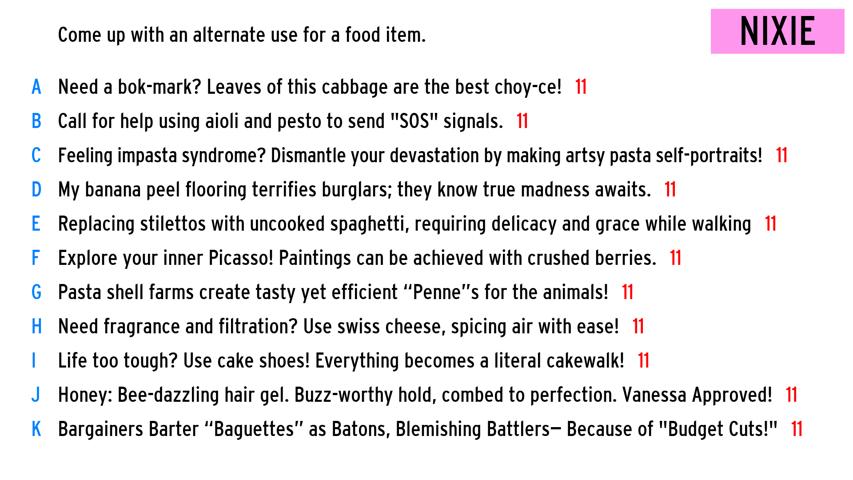 NIXIE
Come up with an alternate use for a food item.
A Need a bok-mark? Leaves of this cabbage are the best choy-ce! 11
B Call for help using aioli and pesto to send "SOS" signals. 11
C Feeling impasta syndrome? Dismantle your devastation by making artsy pasta self-portraits! 11
D My banana peel flooring terrifies burglars; they know true madness awaits. 11
E Replacing stilettos with uncooked spaghetti, requiring delicacy and grace while walking 11
F Explore your inner Picasso! Paintings can be achieved with crushed berries. 11
G Pasta shell farms create tasty yet efficient “Penne”s for the animals! 11
H Need fragrance and filtration? Use swiss cheese, spicing air with ease! 11
I Life too tough? Use cake shoes! Everything becomes a literal cakewalk! 11
J Honey: Bee-dazzling hair gel. Buzz-worthy hold, combed to perfection. Vanessa Approved! 11
K Bargainers Barter “Baguettes” as Batons, Blemishing Battlers— Because of "Budget Cuts!" 11